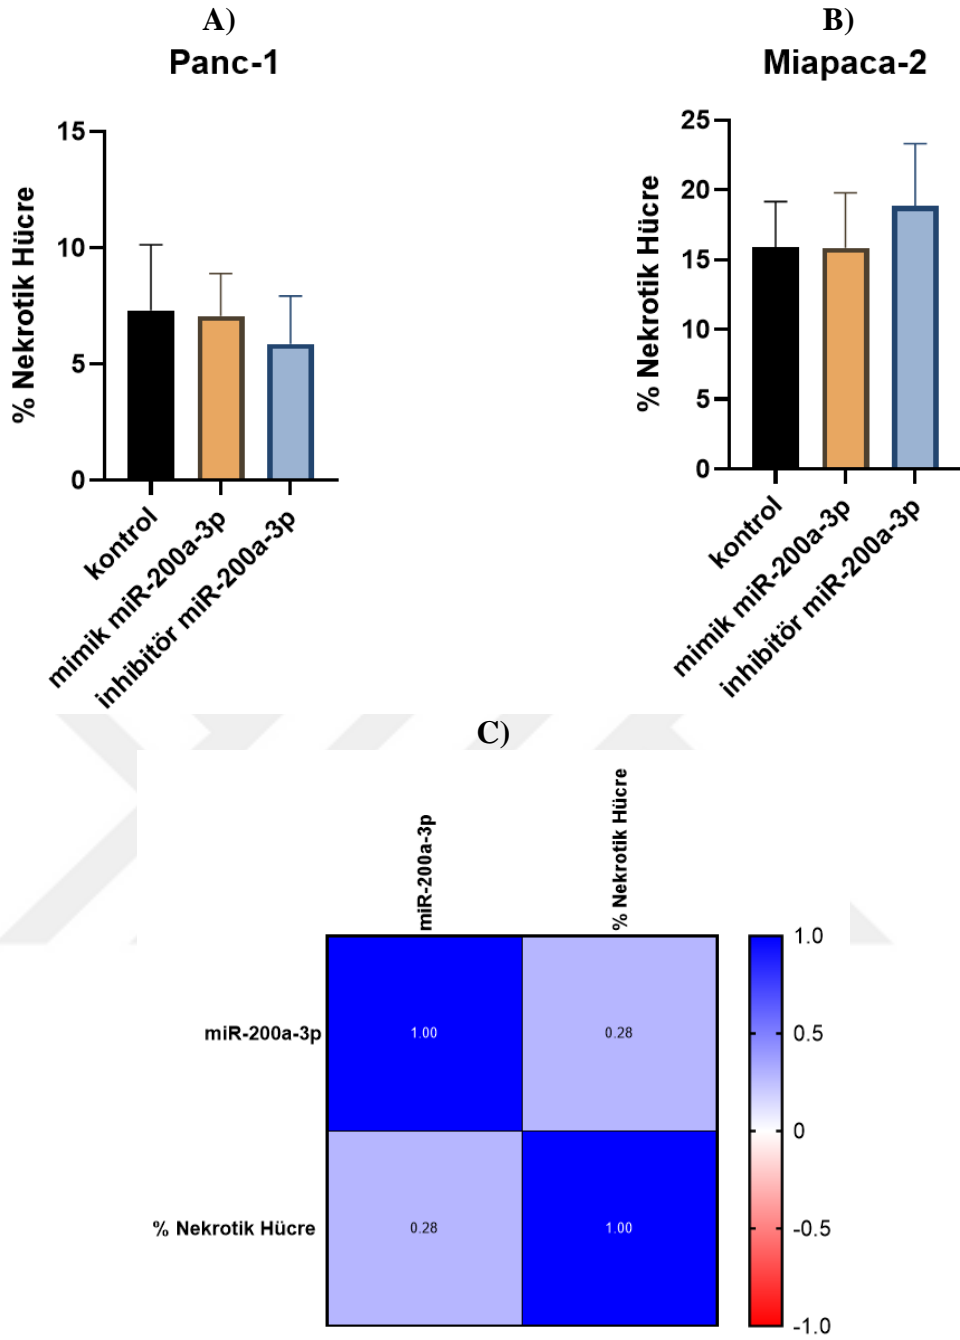 A)
Panc-1
% Nekrotik Hücre
15
10
5
0
kontrol
mimik miR-200a-3p
inhibitör miR-200a-3p
B)
Miapaca-2
% Nekrotik Hücre
25
20
15
10
5
0
kontrol
mimik miR-200a-3p
inhibitör miR-200a-3p
C)
miR-200a-3p
% Nekrotik Hücre
miR-200a-3p
1.00
0.28
% Nekrotik Hücre
0.28
1.00
1.0
0.5
0
-0.5
-1.0